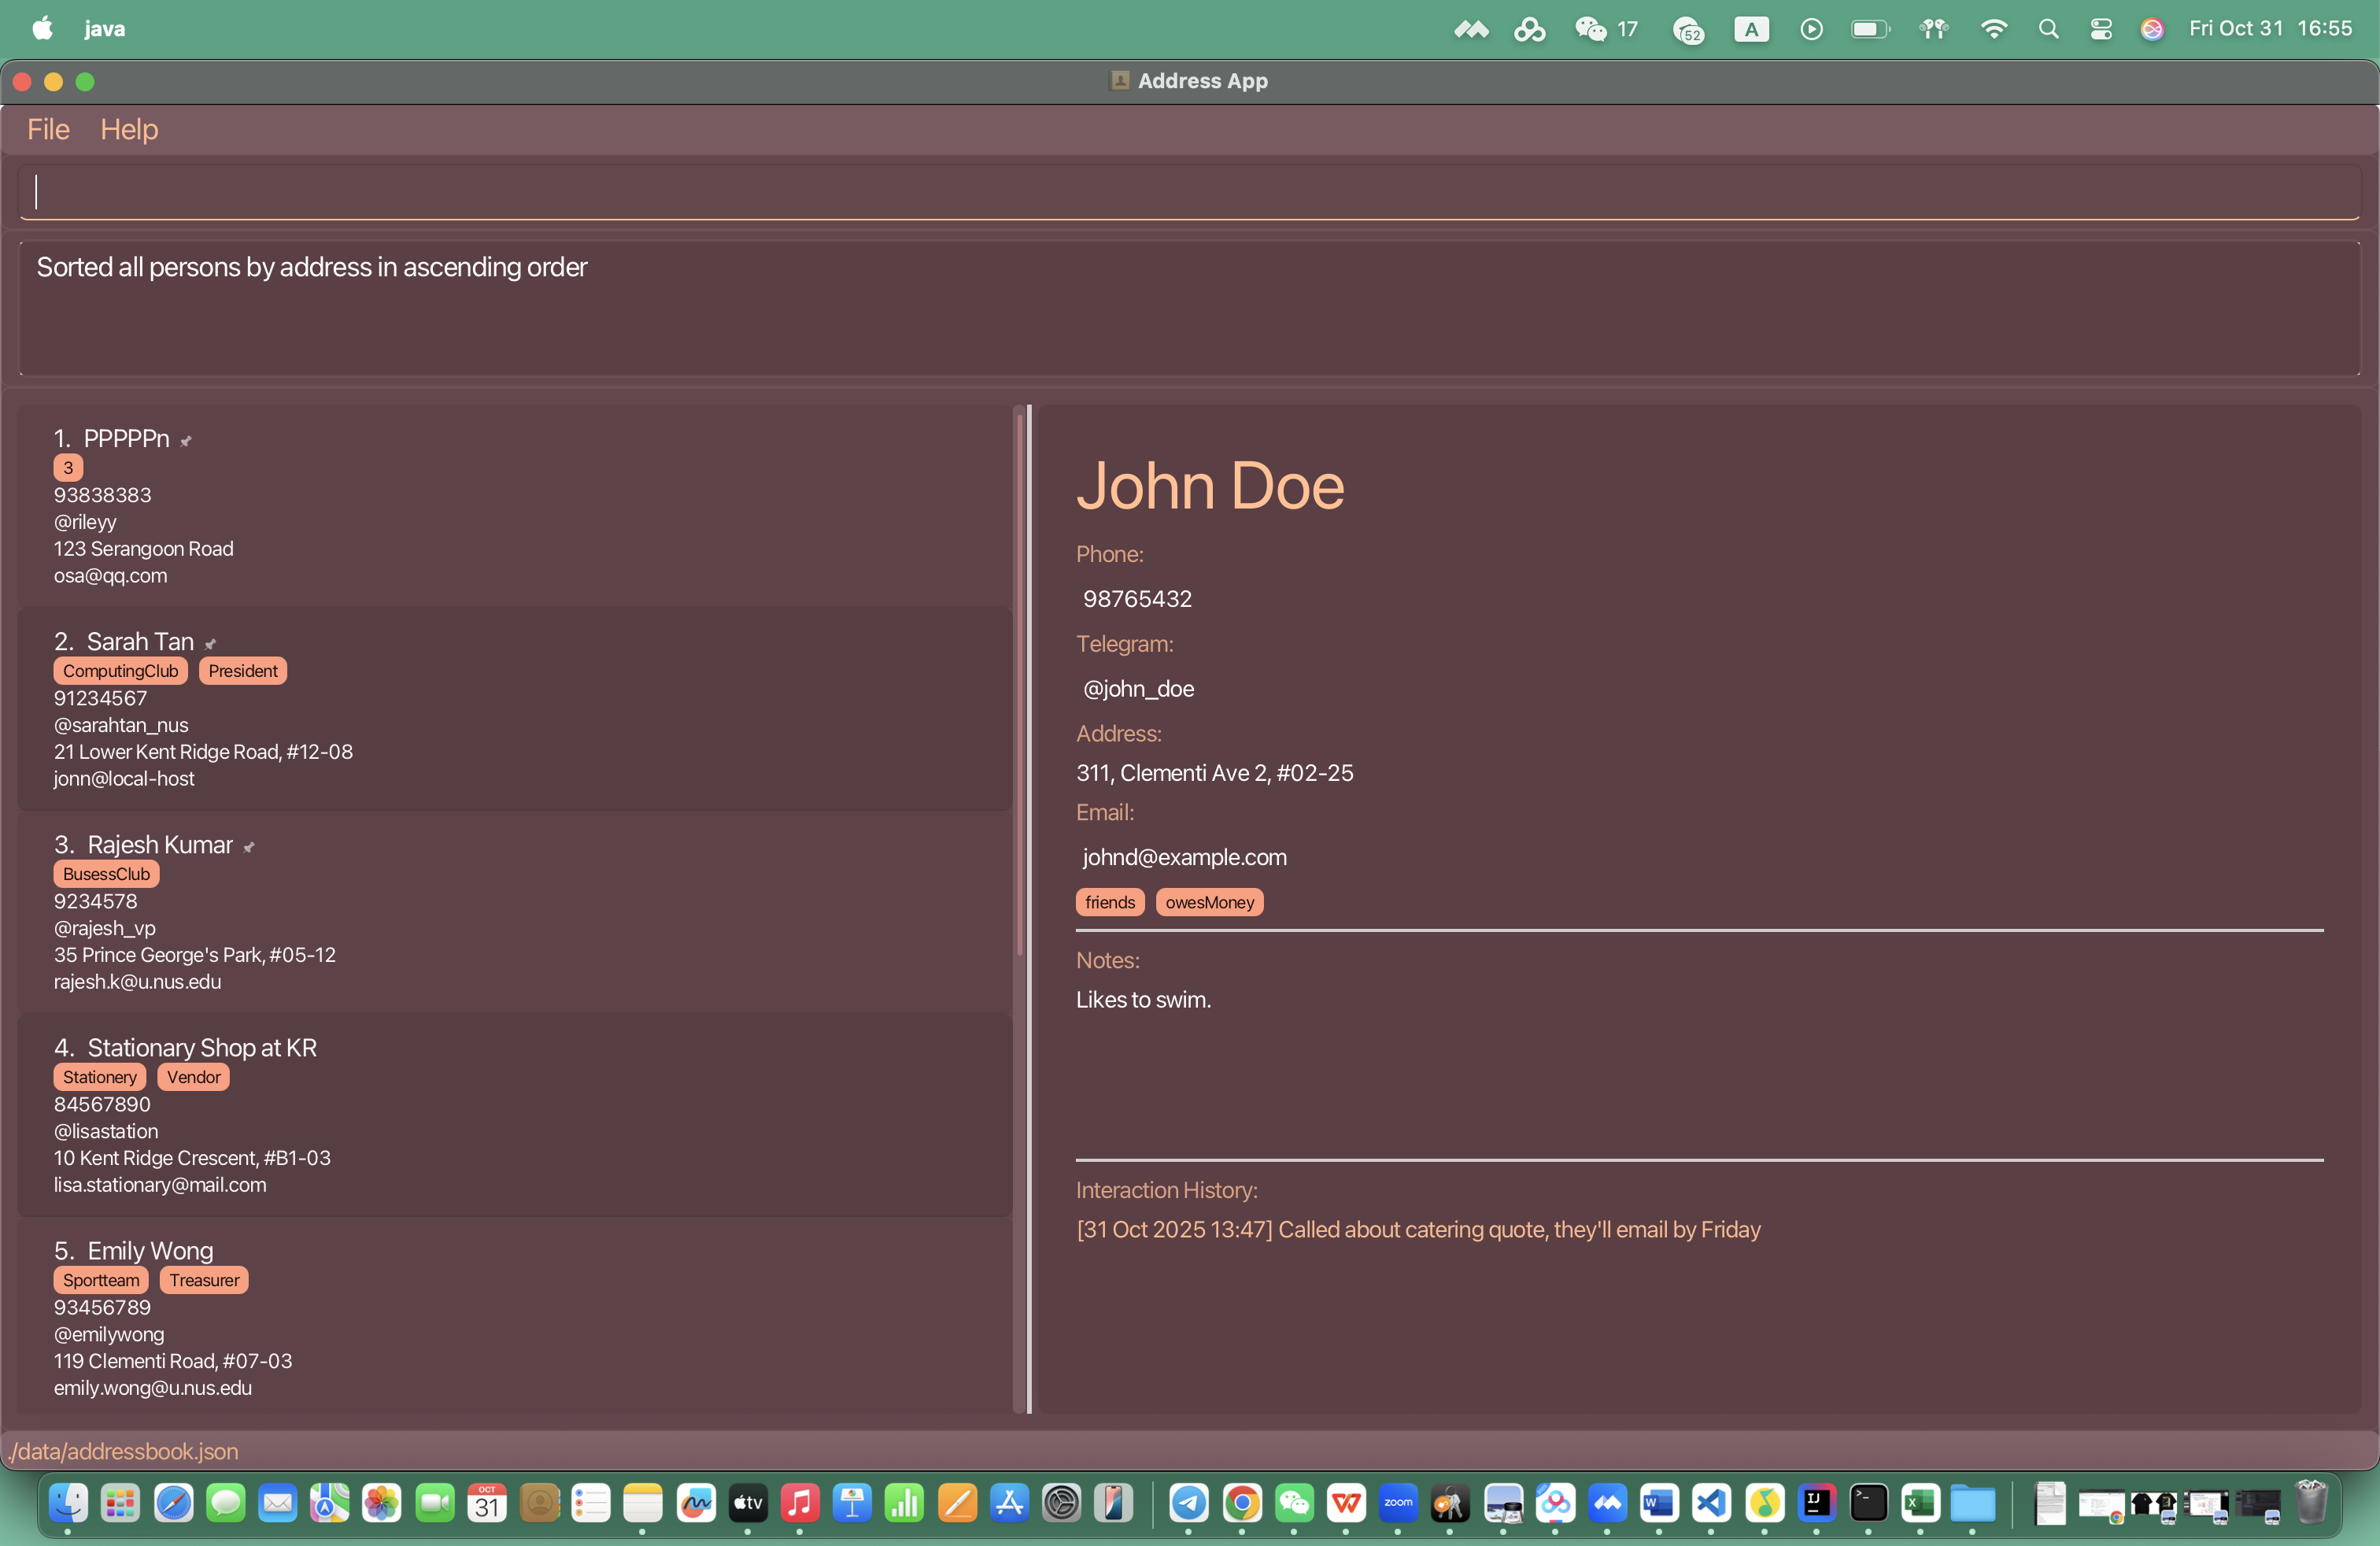 java
17
52
A
Fri Oct 31 16:55
Address App
File Help
Sorted all persons by address in ascending order
1. PPPPPn
3
93838383
@rileyy
123 Serangoon Road
osa@qq.com
2. Sarah Tan
ComputingClub President
91234567
@sarahtan_nus
21 Lower Kent Ridge Road, #12-08
jonn@local-host
3. Rajesh Kumar
BusessClub
9234578
@rajesh_vp
35 Prince George's Park, #05-12
rajesh.k@u.nus.edu
4. Stationary Shop at KR
Stationery Vendor
84567890
@lisastation
10 Kent Ridge Crescent, #B1-03
lisa.stationary@mail.com
5. Emily Wong
Sportteam Treasurer
93456789
@emilywong
119 Clementi Road, #07-03
emily.wong@u.nus.edu
John Doe
Phone:
98765432
Telegram:
@john_doe
Address:
311, Clementi Ave 2, #02-25
Email:
johnd@example.com
friends owesMoney
Notes:
Likes to swim.
Interaction History:
[31 Oct 2025 13:47] Called about catering quote, they'll email by Friday
./data/addressbook.json
OCT
31
tv
zoom
W
IJ
X